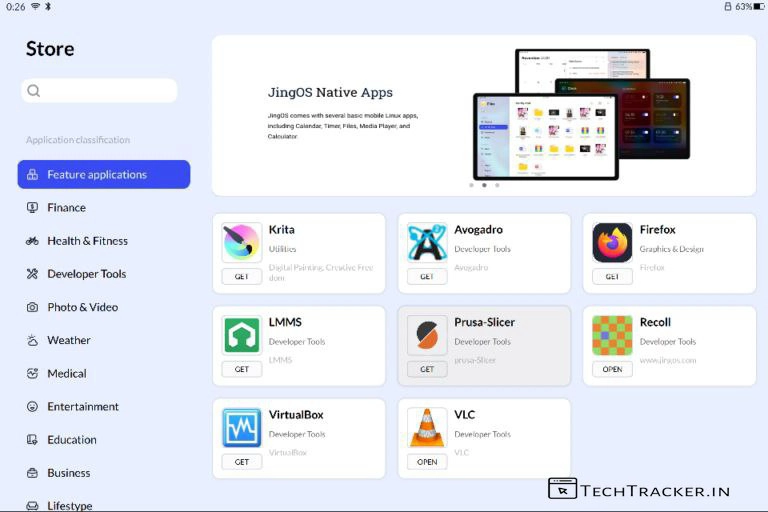 0:26
63%
Store
JingOS Native Apps
JingOS comes with several basic mobile Linux apps,
including Calendar, Timer, Files, Media Player, and
Calculator.
Application classification
Feature applications
Finance
Health & Fitness
Developer Tools
Photo & Video
Weather
Medical
Entertainment
Education
Business
Lifestype
Krita
Utilities
Digital Painting, Creative Free
dom
GET
Avogadro
Developer Tools
Avogadro
GET
Firefox
Graphics & Design
Firefox
GET
LMMS
Developer Tools
LMMS
GET
Prusa-Slicer
Developer Tools
prusa-Slicer
GET
Recoll
Developer Tools
www.jingos.com
OPEN
VirtualBox
Developer Tools
VirtualBox
GET
VLC
Developer Tools
VLC
OPEN
TECHTRACKER.IN